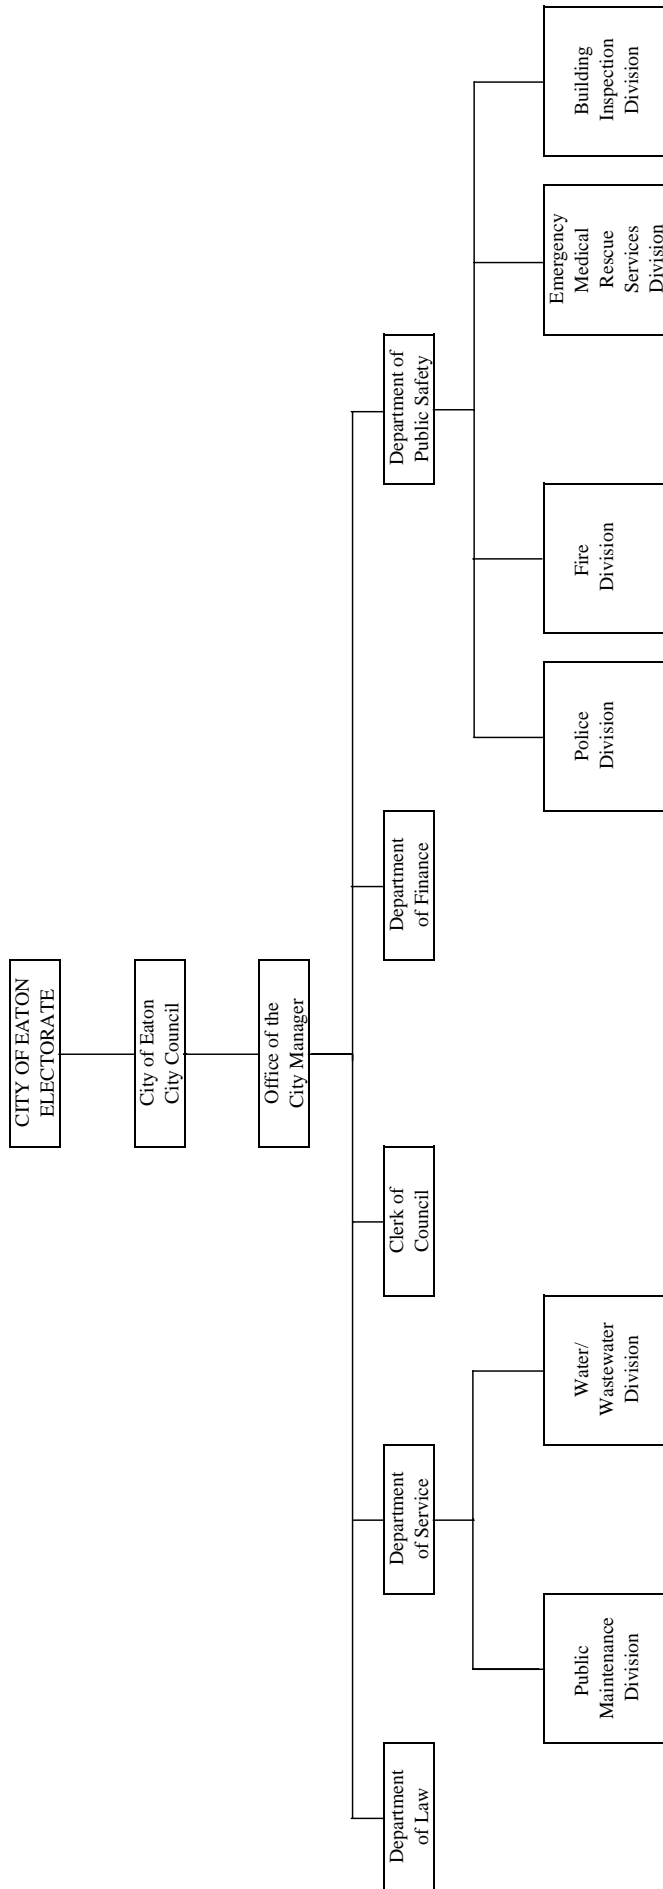 CITY OF EATON
ELECTORATE
City of Eaton
City Council
Office of the
City Manager
Department
of Law
Department
of Service
Clerk of
Council
Department
of Finance
Department of
Public Safety
Public
Maintenance
Division
Water/
Wastewater
Division
Police
Division
Fire
Division
Emergency
Medical
Rescue
Services
Division
Building
Inspection
Division